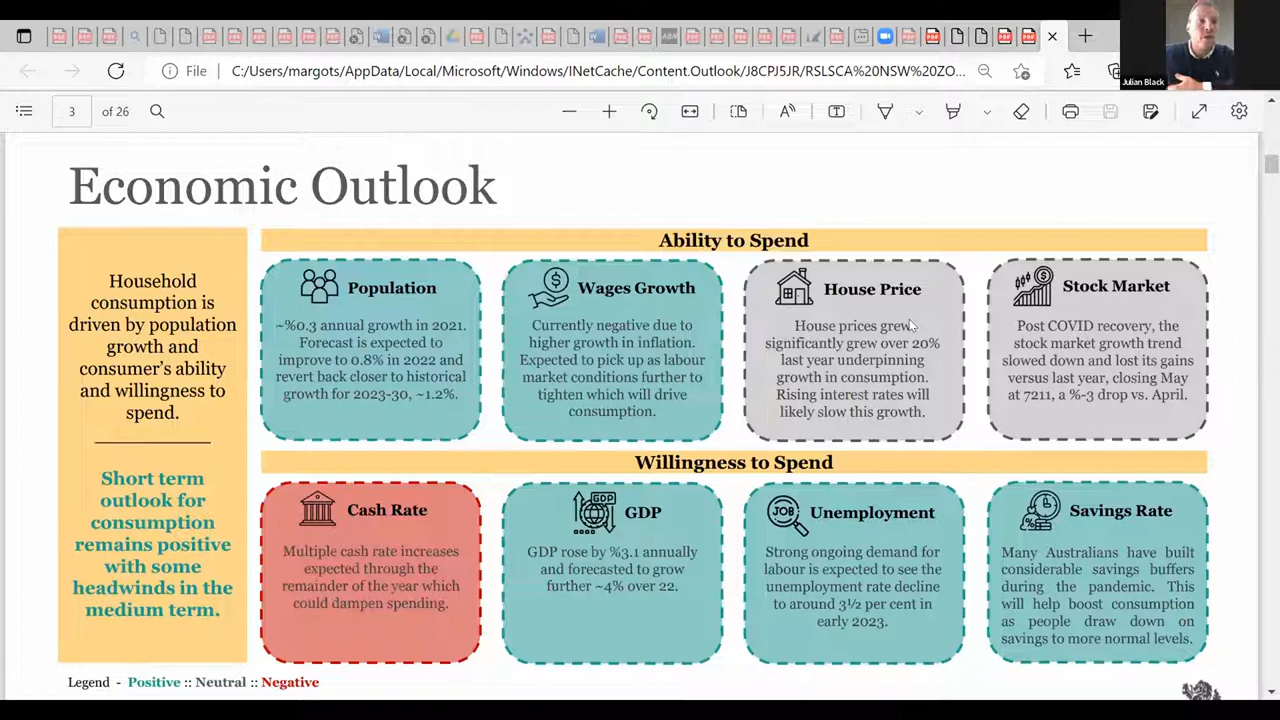 Julian Black
File
C:/Users/margots/AppData/Local/Microsoft/Windows/INetCache/Content.Outlook/J8CPJ5JR/RSLSCA%20NSW%20ZO...
3
of 26
Economic Outlook
Household
consumption is
driven by population
growth and
consumer's ability
and willingness to
spend.
Short term
outlook for
consumption
remains positive
with some
headwinds in the
medium term.
Ability to Spend
Population
~%0.3 annual growth in 2021.
Forecast is expected to
improve to 0.8% in 2022 and
revert back closer to historical
growth for 2023-30, ~1.2%.
Wages Growth
Currently negative due to
higher growth in inflation.
Expected to pick up as labour
market conditions further to
tighten which will drive
consumption.
House Price
House prices grew
significantly grew over 20%
last year underpinning
growth in consumption.
Rising interest rates will
likely slow this growth.
Stock Market
Post COVID recovery, the
stock market growth trend
slowed down and lost its gains
versus last year, closing May
at 7211, a %-3 drop vs. April.
Willingness to Spend
Cash Rate
Multiple cash rate increases
expected through the
remainder of the year which
could dampen spending.
GDP
GDP
GDP rose by %3.1 annually
and forecasted to grow
further ~4% over 22.
JOB
Unemployment
Strong ongoing demand for
labour is expected to see the
unemployment rate decline
to around 3½ per cent in
early 2023.
Savings Rate
Many Australians have built
considerable savings buffers
during the pandemic. This
will help boost consumption
as people draw down on
savings to more normal levels.
Legend - Positive :: Neutral :: Negative